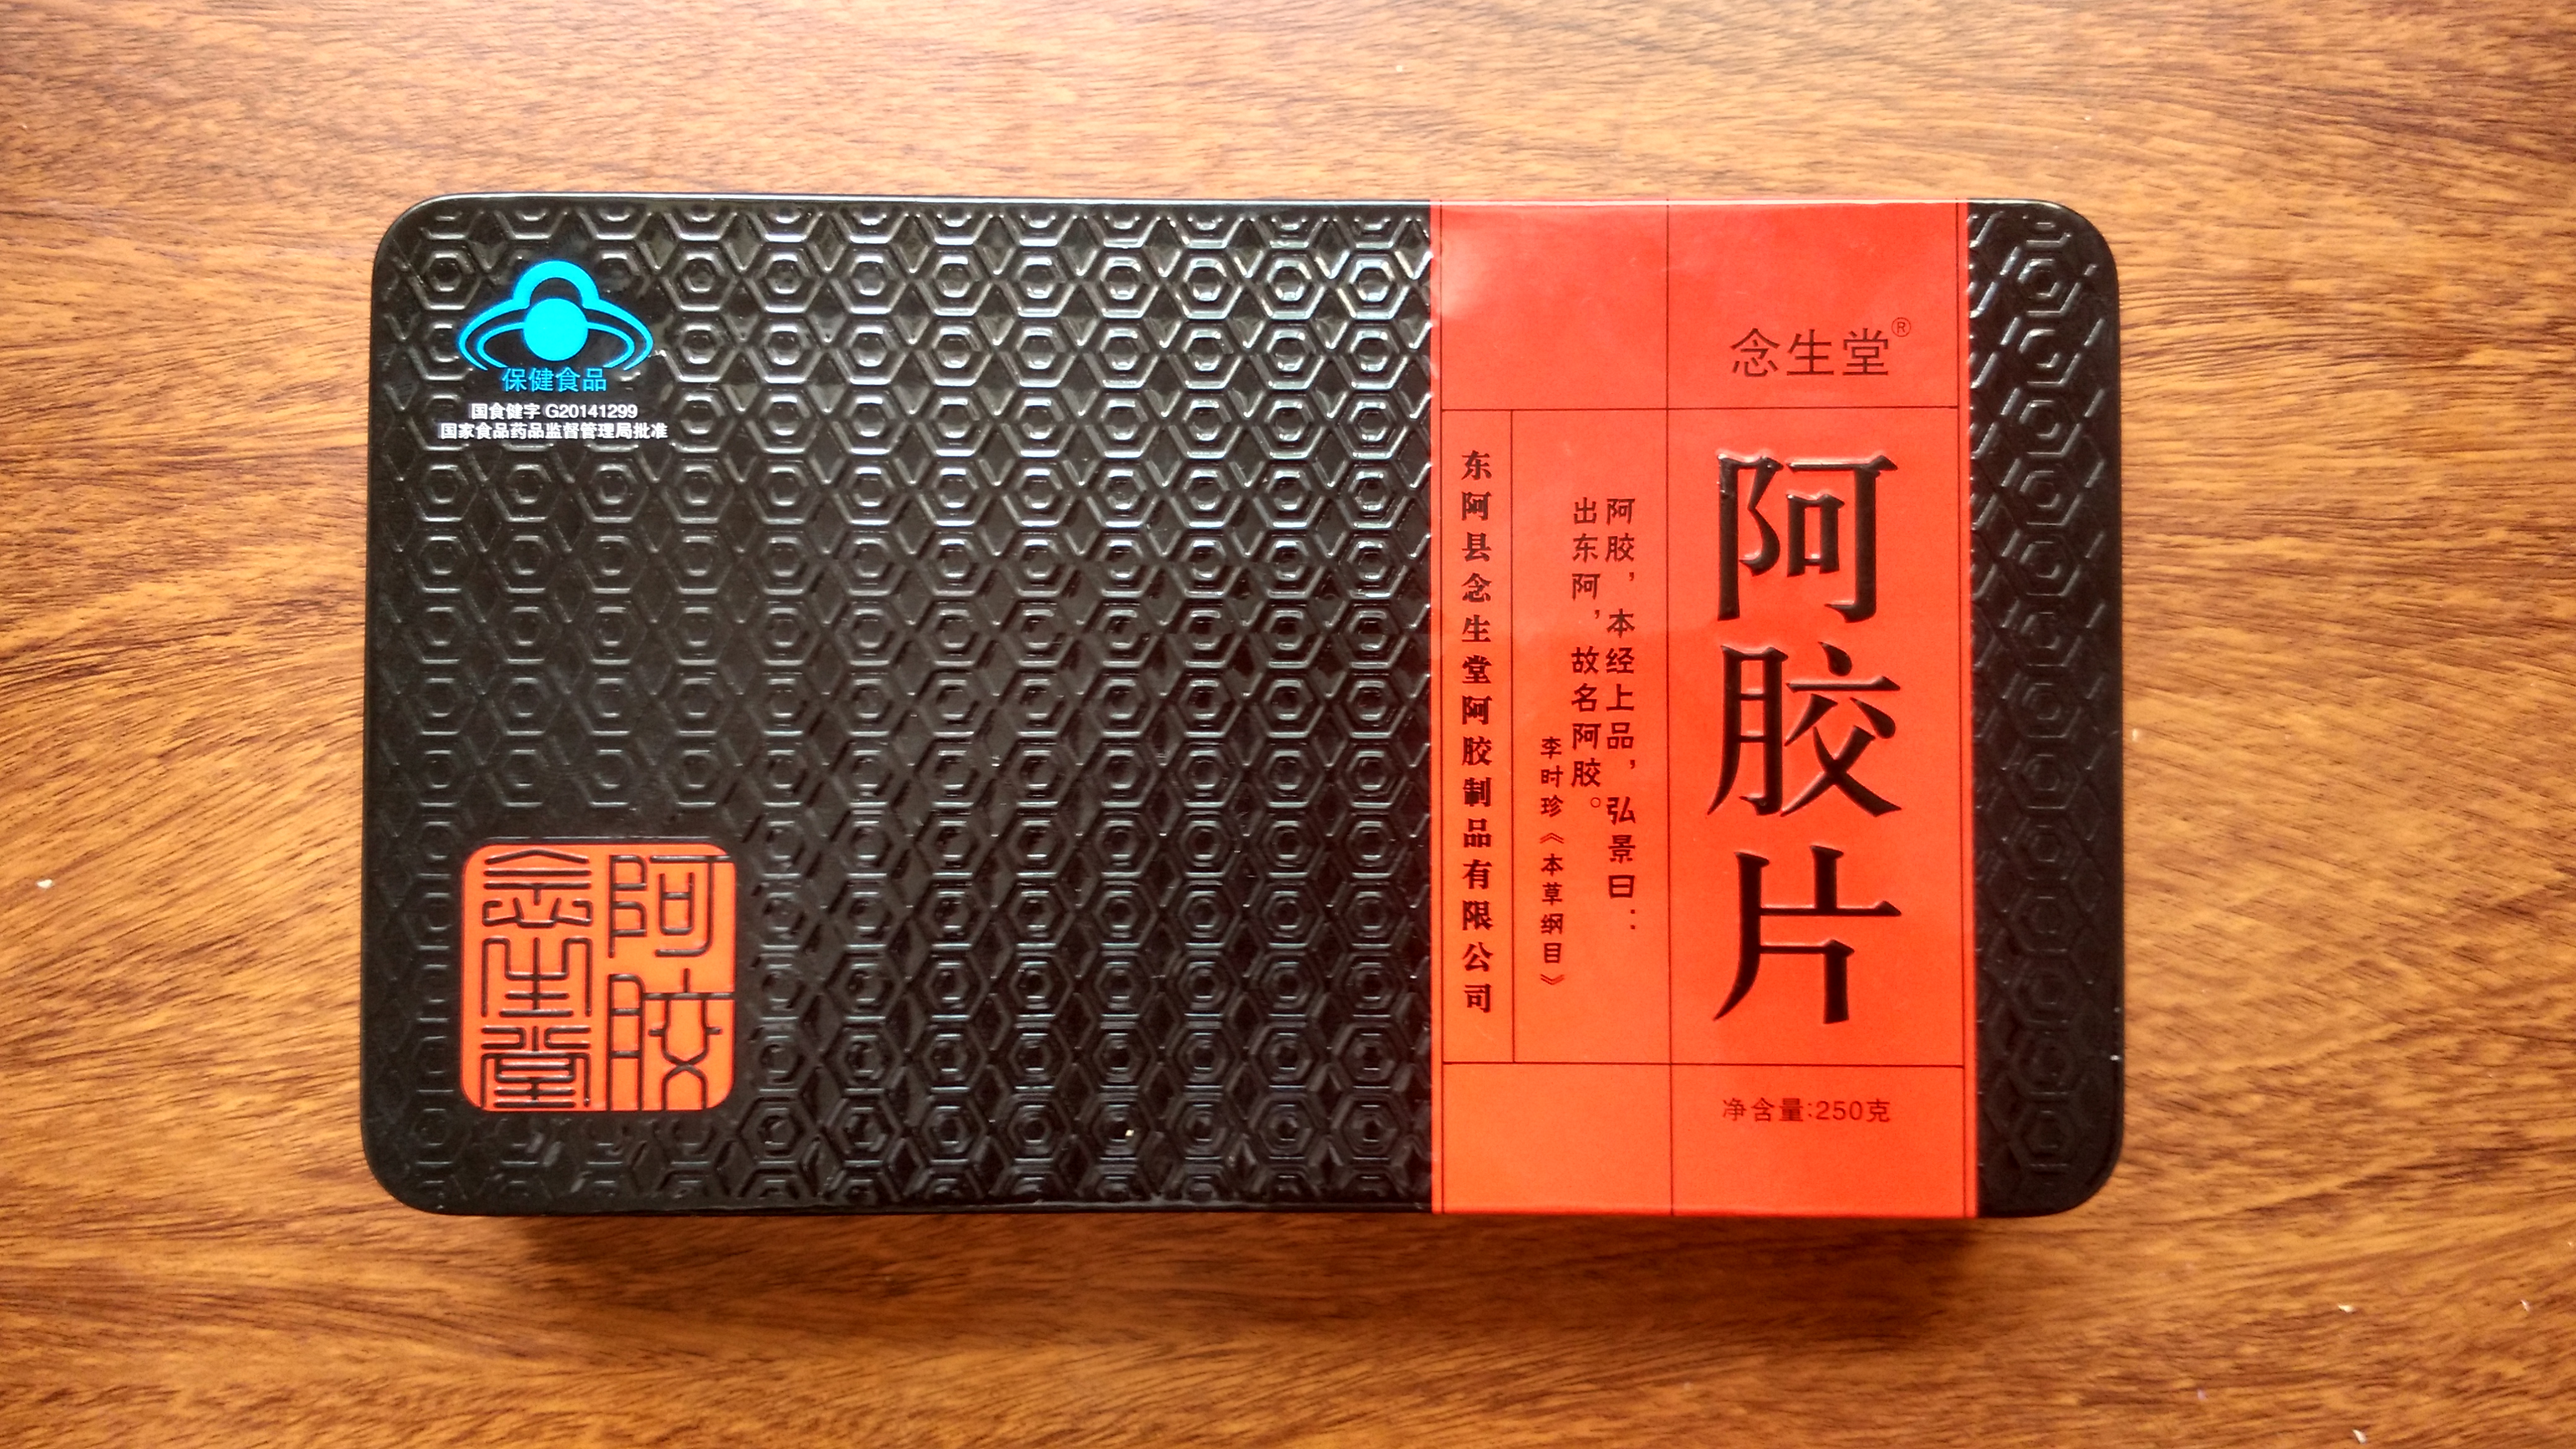 保健食品
国食健字 G20141299
国家食品药品监督管理局批准
念生堂®
阿胶片
阿胶，本经上品，弘景曰：
出东阿，故名阿胶。
李时珍《本草纲目》
东阿县念生堂阿胶制品有限公司
净含量:250克
阿胶
念生堂